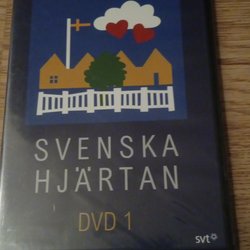 SVENSKA
HJÄRTAN
DVD 1
svt